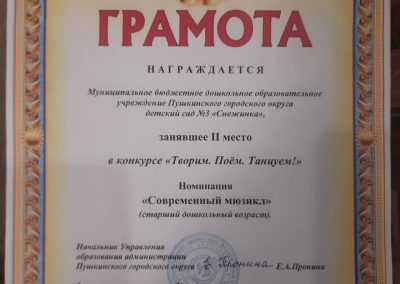 ГРАМОТА
НАГРАЖДАЕТСЯ
Муниципальное бюджетное дошкольное образовательное
учреждение Пушкинского городского округа
детский сад №3 «Снежинка»,
занявшее II место
в конкурсе «Творим. Поём. Танцуем!»
Номинация
«Современный мюзикл»
(старший дошкольный возраст).
Начальник Управления
образования администрации
Пушкинского городского округа Е. Пронина Е.А.Пронина